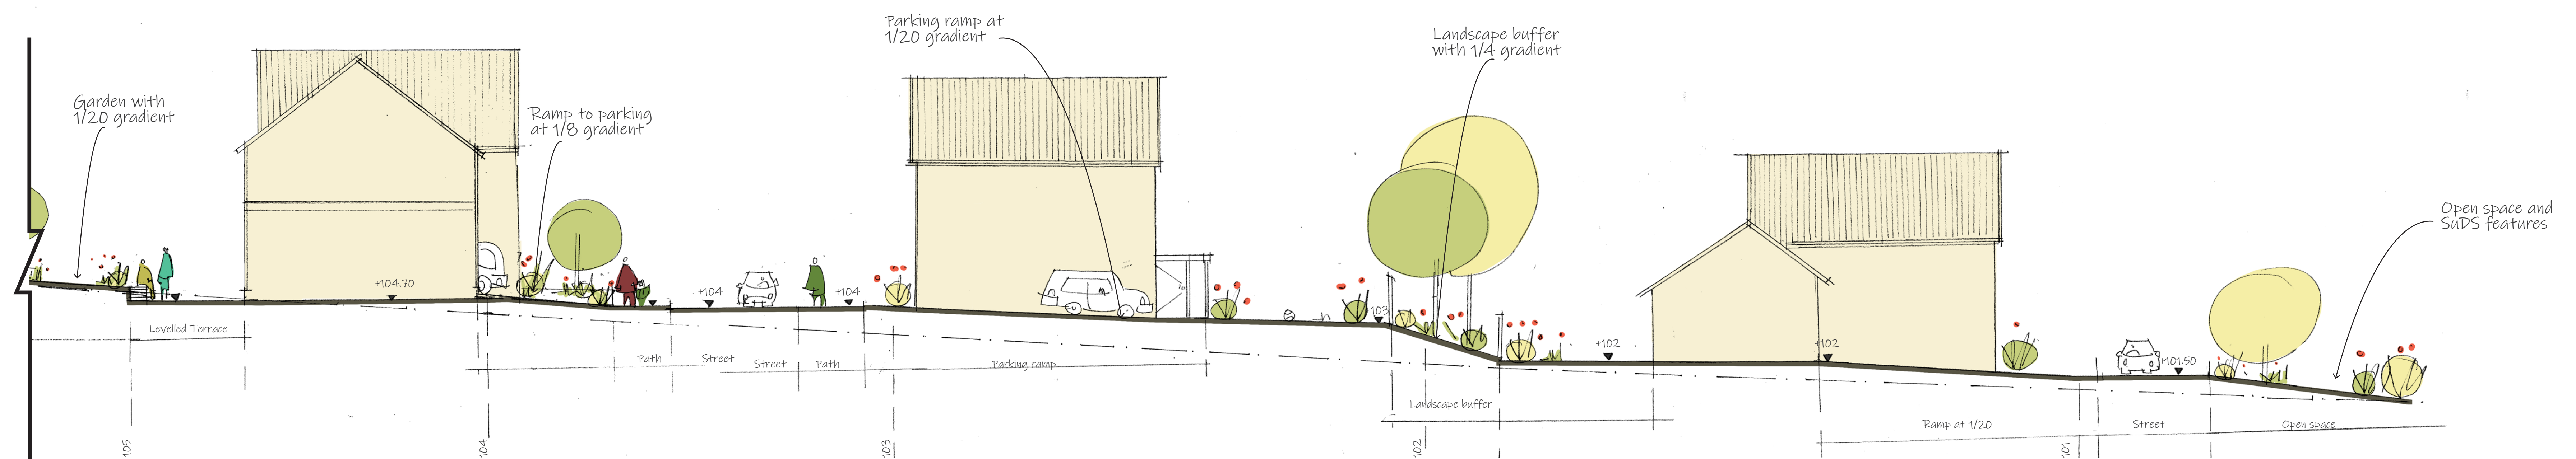 Parking ramp at
1/20 gradient
Landscape buffer
with 1/4 gradient
Garden with
1/20 gradient
Ramp to parking
at 1/8 gradient
Open space and
SuDS features
+104.70
+104
+104
103
+102
+102
+101.50
Levelled Terrace
Path
Street
Street
Path
Parking ramp
Landscape buffer
Ramp at 1/20
Street
Open space
105
104
103
102
101